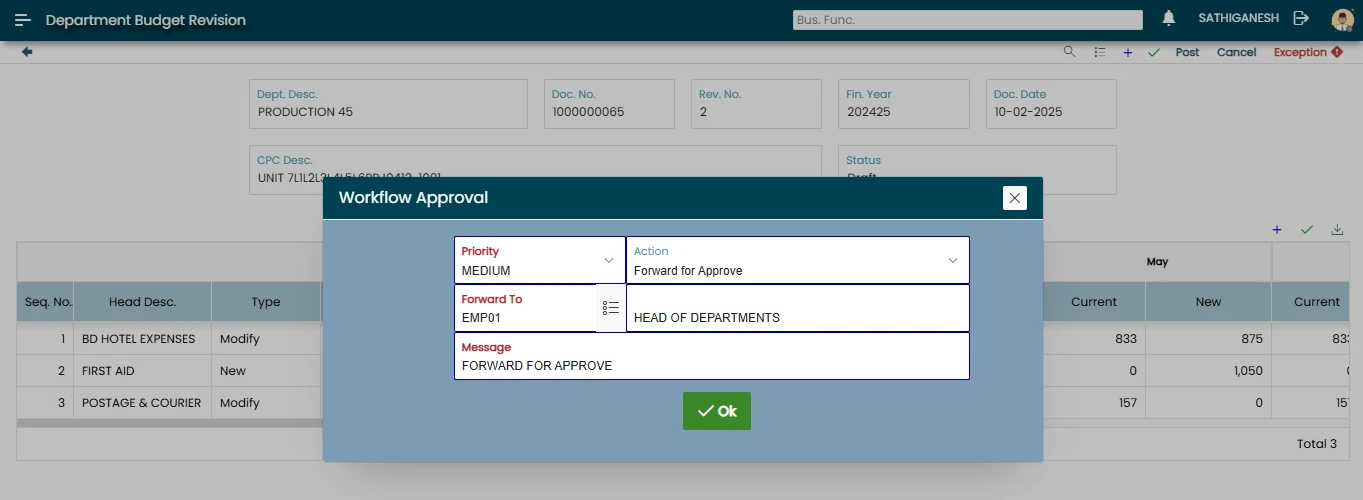 Department Budget Revision
Bus. Func.
SATHIGANESH
Post Cancel Exception
Dept. Desc. Doc. No. Rev. No. Fin. Year Doc. Date
PRODUCTION 45 1000000065 2 202425 10-02-2025
CPC Desc. Status
Draft
Workflow Approval
Priority Action
MEDIUM Forward for Approve
Forward To
EMP01 HEAD OF DEPARTMENTS
Message
FORWARD FOR APPROVE
Ok
May
Seq. No. Head Desc. Type Current New Current
1 BD HOTEL EXPENSES Modify 833 875 833
2 FIRST AID New 0 1,050 0
3 POSTAGE & COURIER Modify 157 0 157
Total 3